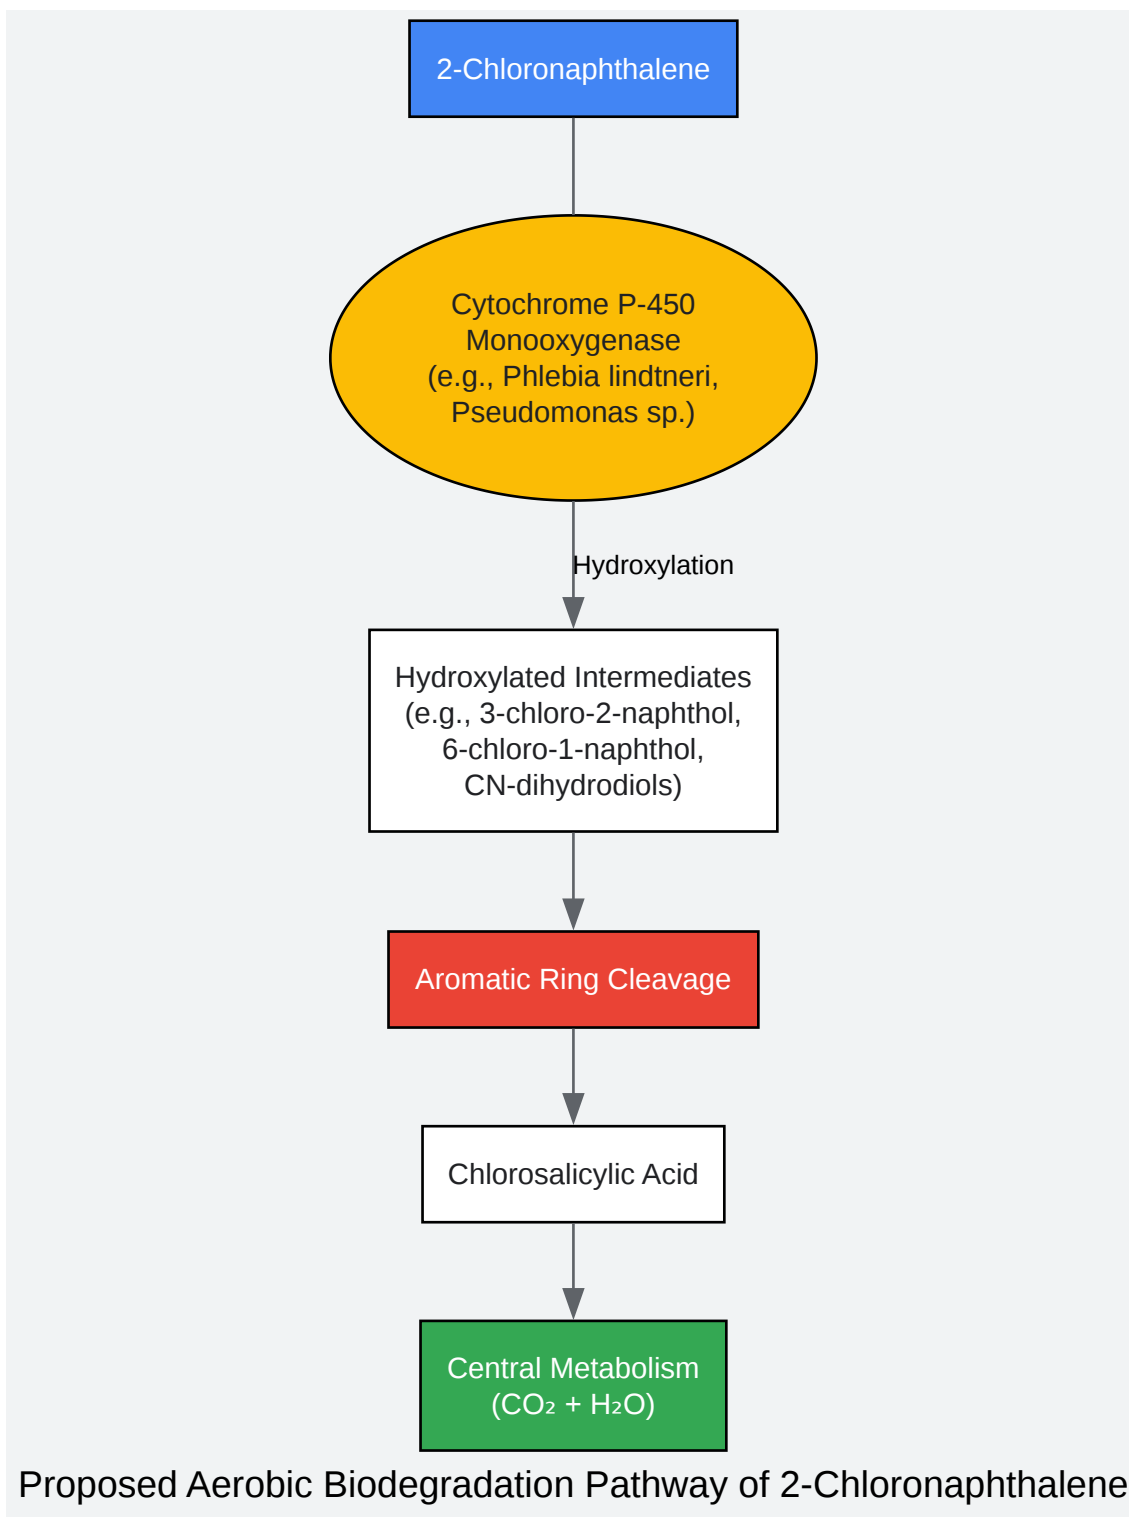 2-Chloronaphthalene
Cytochrome P-450
Monooxygenase
(e.g., Phlebia lindtneri,
Pseudomonas sp.)
Hydroxylation
Hydroxylated Intermediates
(e.g., 3-chloro-2-naphthol,
6-chloro-1-naphthol,
CN-dihydrodiols)
Aromatic Ring Cleavage
Chlorosalicylic Acid
Central Metabolism
(CO₂ + H₂O)
Proposed Aerobic Biodegradation Pathway of 2-Chloronaphthalene